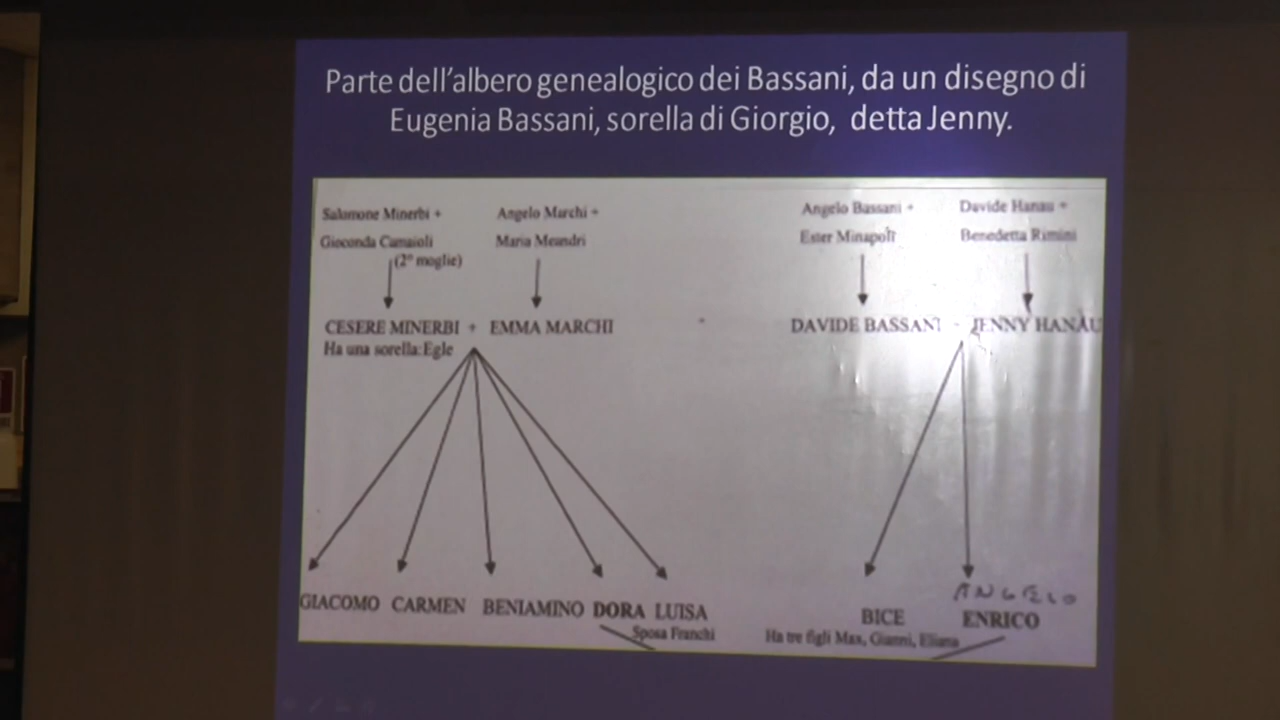 Parte dell'albero genealogico dei Bassani, da un disegno di
Eugenia Bassani, sorella di Giorgio, detta Jenny.
Salomone Minerbi +
Gioconda Camaioli
(2ª moglie)
Angelo Marchi +
Maria Meandri
Angelo Bassani +
Ester Minapoli
Davide Hanau +
Benedetta Rimini
CESERE MINERBI + EMMA MARCHI
Ha una sorella: Egle
DAVIDE BASSANI - JENNY HANAU
GIACOMO CARMEN BENIAMINO DORA LUISA
Sposa Franchi
ANGELO
BICE ENRICO
Ha tre figli Max, Gianni, Eliana